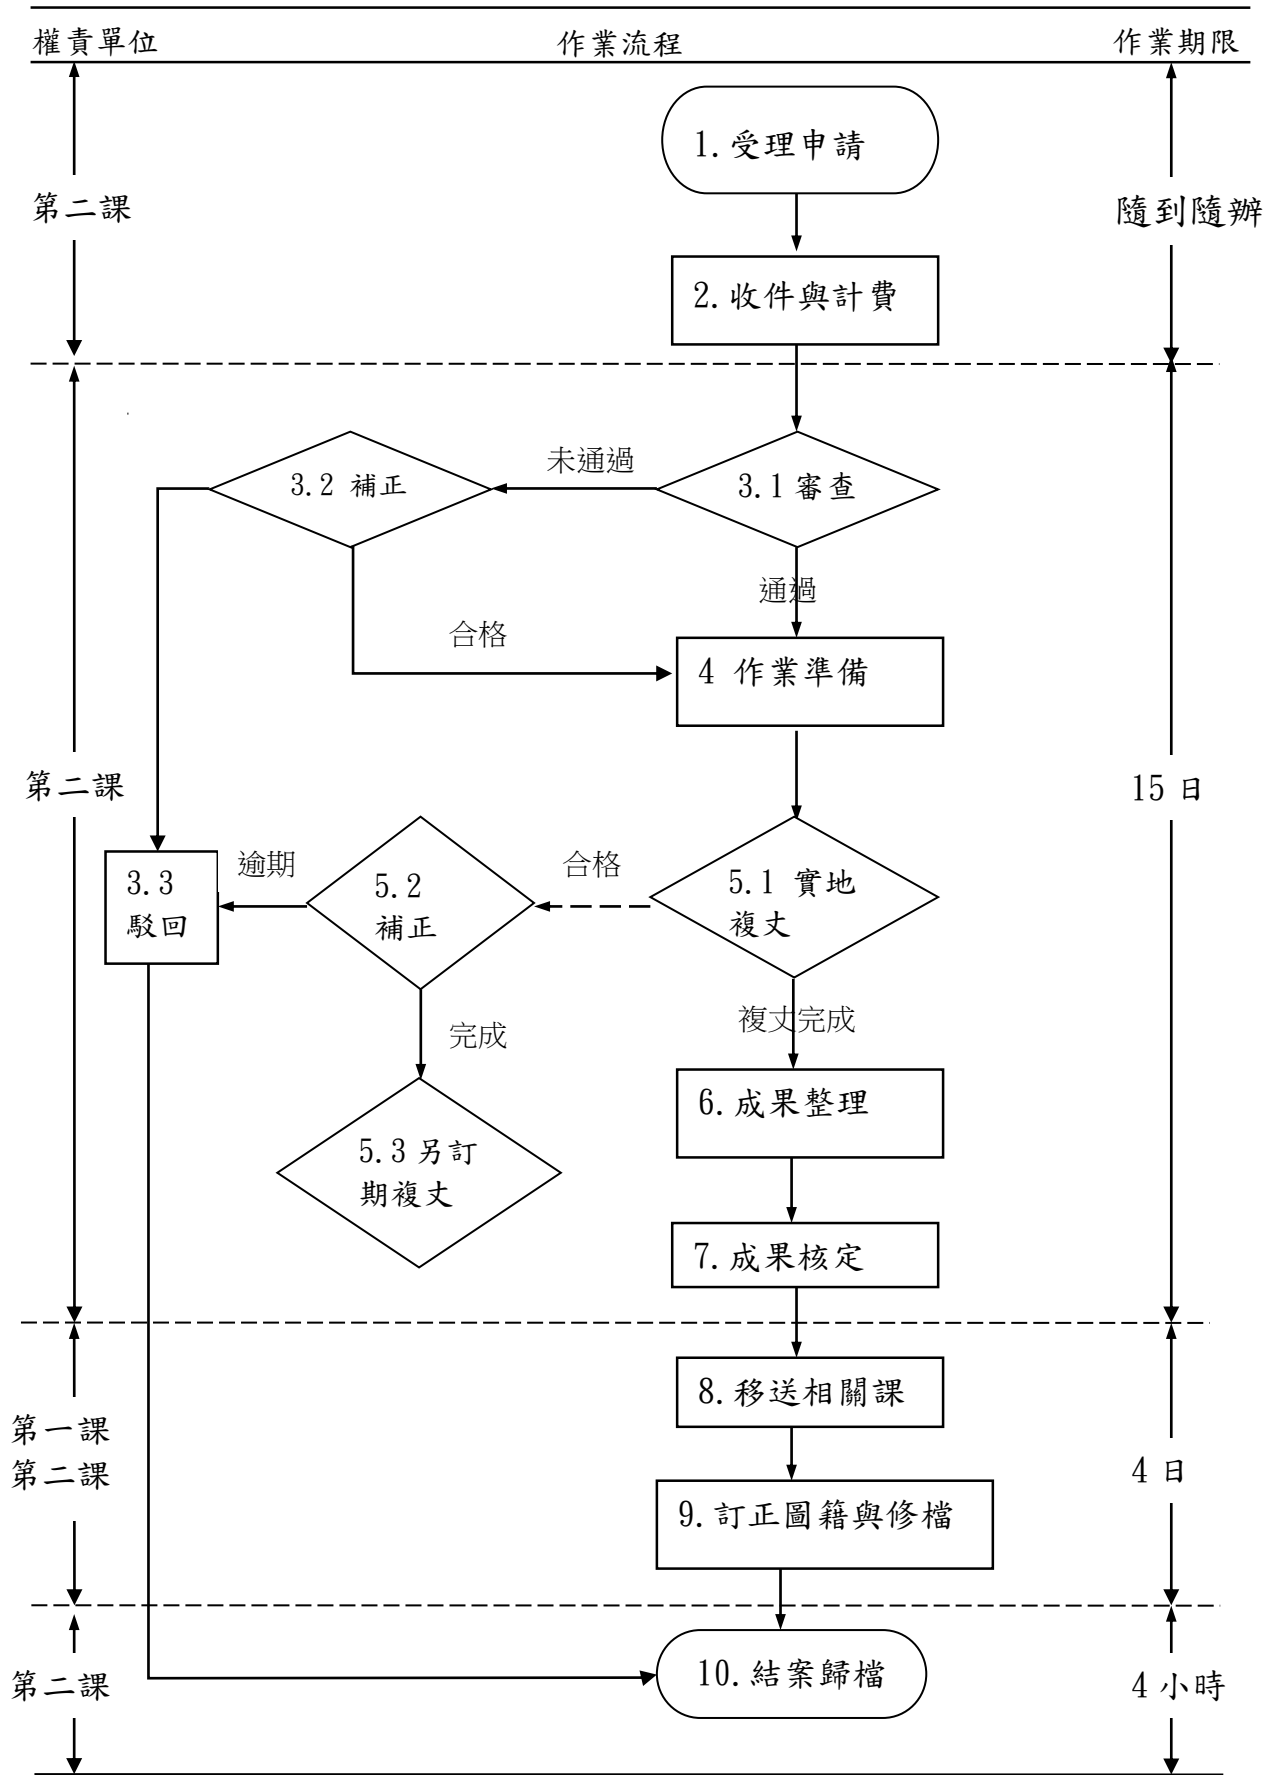 權責單位 作業流程 作業期限
1.受理申請
第二課
隨到隨辦
2.收件與計費
未通過
3.2 補正
3.1審查
通過
合格
4 作業準備
第二課
15日
逾期
合格
3.3
駁回
5.2
補正
5.1 實地
複丈
複丈完成
完成
6.成果整理
5.3另訂
期複丈
7.成果核定
8.移送相關課
第一課
第二課
4日
9.訂正圖籍與修檔
10.結案歸檔
第二課
4小時